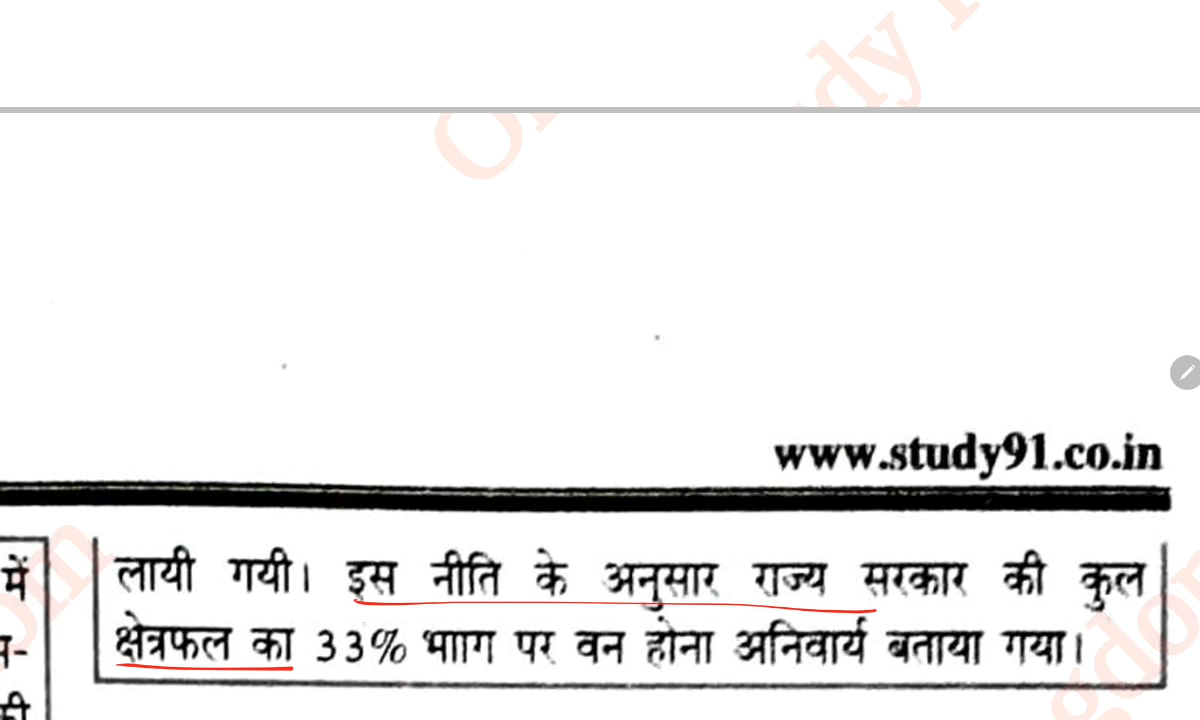 www.study91.co.in
में
लायी गयी। इस नीति के अनुसार राज्य सरकार की कुल
क्षेत्रफल का 33% भााग पर वन होना अनिवार्य बताया गया।
की